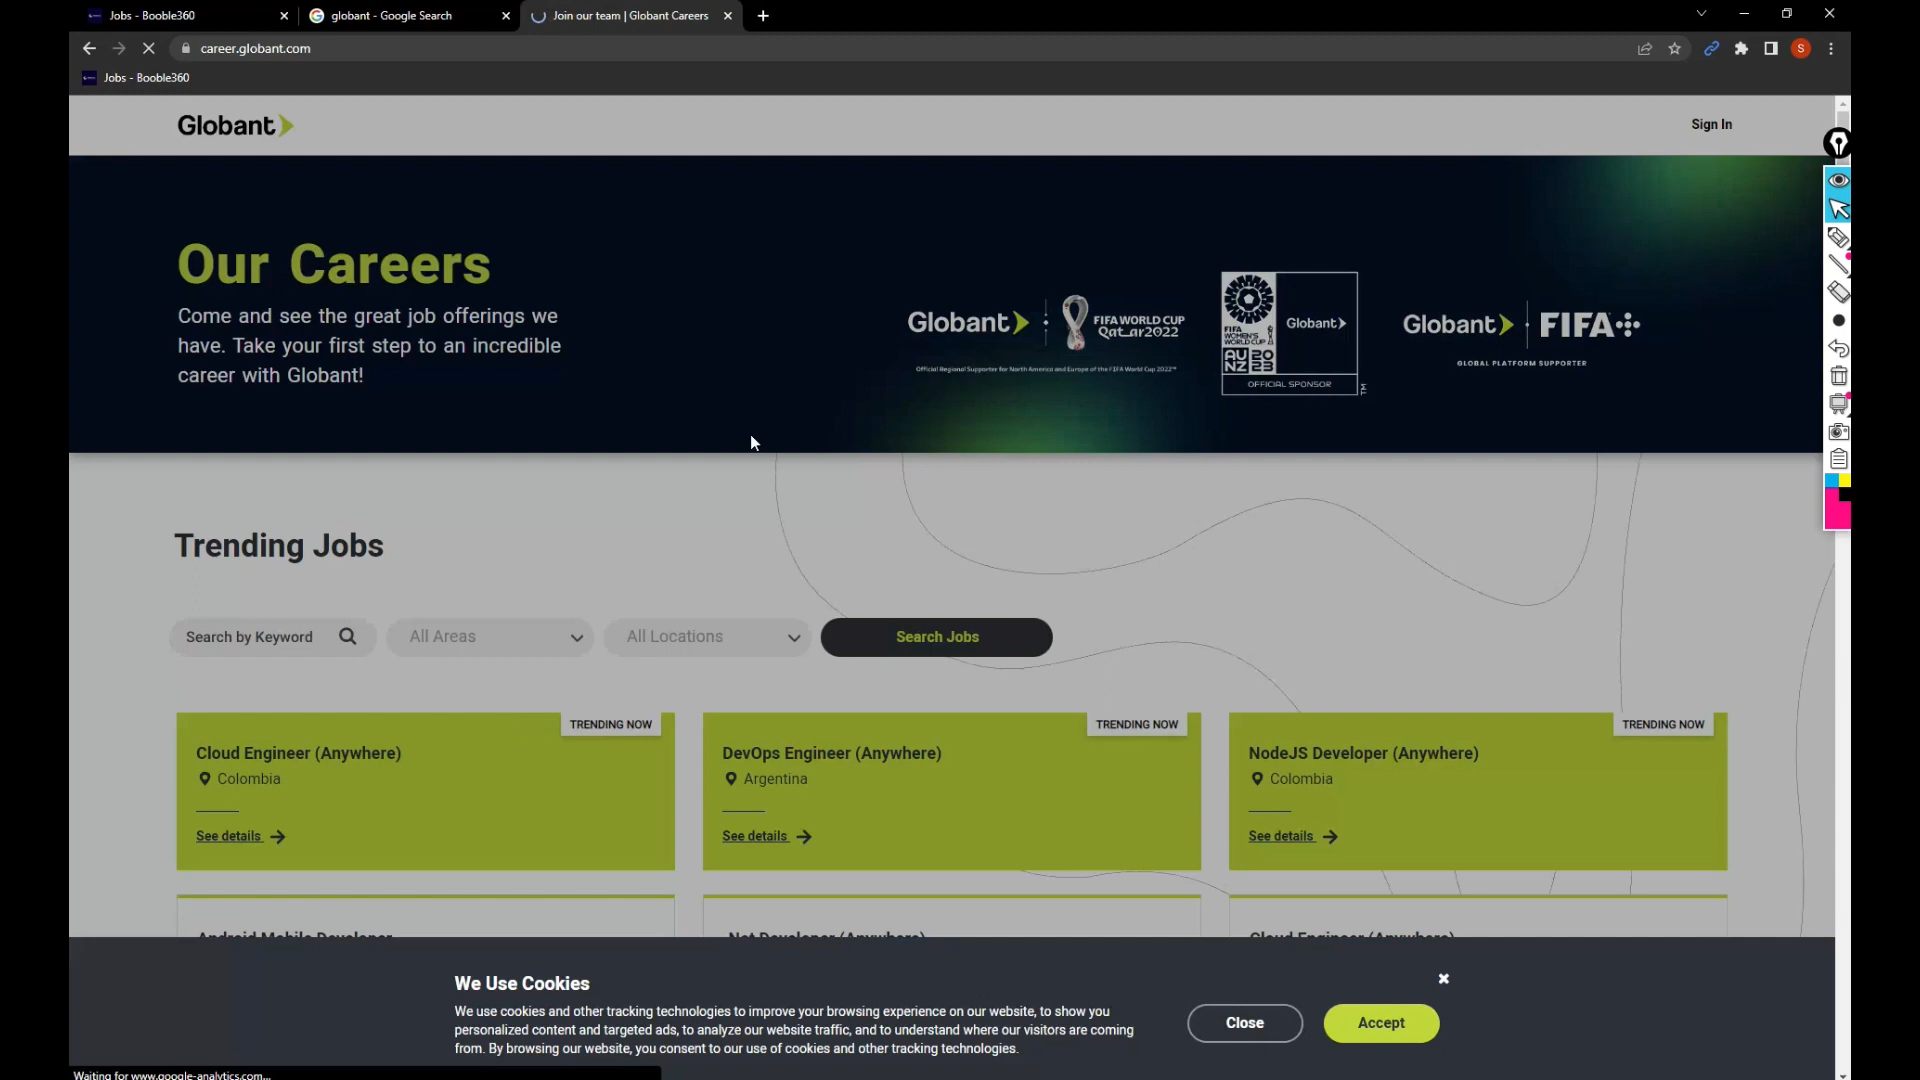 Jobs - Booble360
globant - Google Search
Join our team | Globant Careers
career.globant.com
S
Jobs - Booble360
Globant
Sign In
Our Careers
Come and see the great job offerings we
have. Take your first step to an incredible
career with Globant!
Globant
FIFA WORLD CUP
Qatar2022
Official Regional Supporter for North America and Europe of the FIFA World Cup 2022™
FIFA
WOMEN'S
WORLD CUP
AU 20
NZ 23
Globant
OFFICIAL SPONSOR
TM
Globant
FIFA
GLOBAL PLATFORM SUPPORTER
Trending Jobs
Search by Keyword
All Areas
All Locations
Search Jobs
TRENDING NOW
Cloud Engineer (Anywhere)
Colombia
See details
TRENDING NOW
DevOps Engineer (Anywhere)
Argentina
See details
TRENDING NOW
NodeJS Developer (Anywhere)
Colombia
See details
Android Mobile Developer
.Net Developer (Anywhere)
Cloud Engineer (Anywhere)
We Use Cookies
We use cookies and other tracking technologies to improve your browsing experience on our website, to show you
personalized content and targeted ads, to analyze our website traffic, and to understand where our visitors are coming
from. By browsing our website, you consent to our use of cookies and other tracking technologies.
Close
Accept
Waiting for www.google-analytics.com...